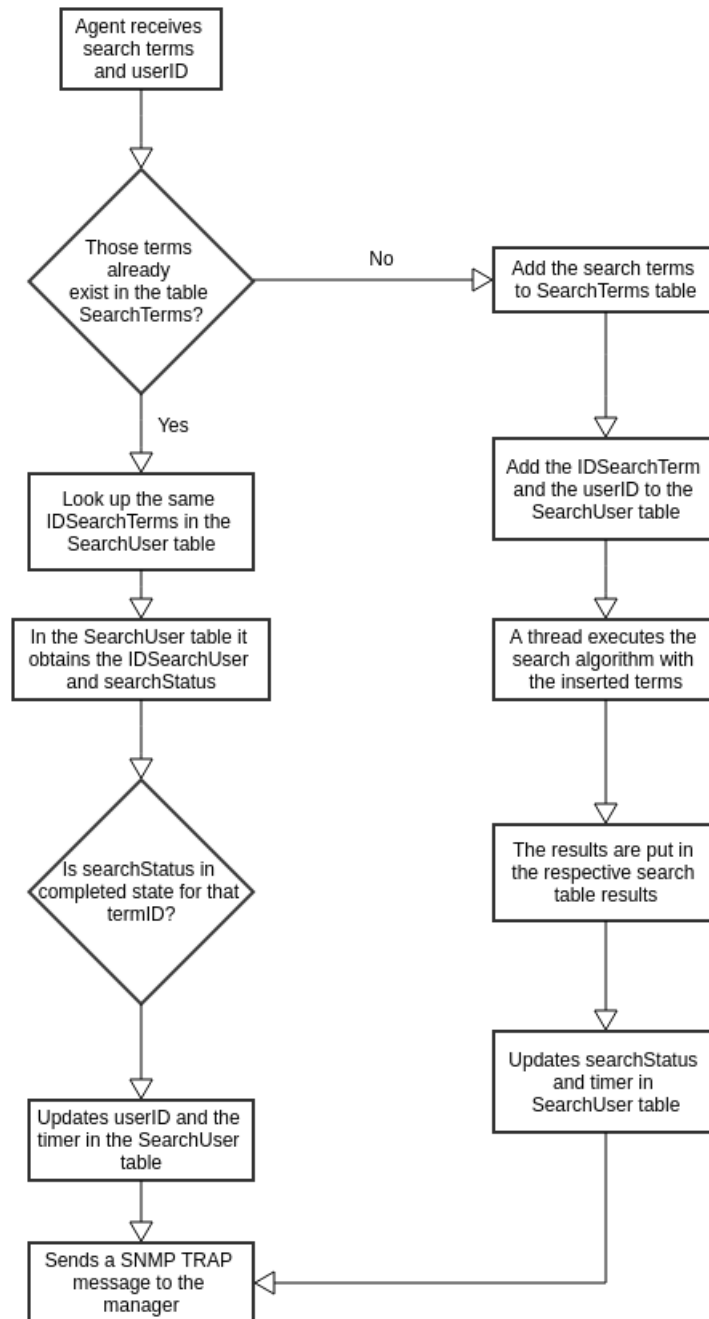 Agent receives
search terms
and userID
Those terms
already
exist in the table
SearchTerms?
No
Add the search terms
to SearchTerms table
Yes
Add the IDSearchTerm
and the userID to the
SearchUser table
Look up the same
IDSearchTerms in the
SearchUser table
In the SearchUser table it
obtains the IDSearchUser
and searchStatus
A thread executes the
search algorithm with
the inserted terms
Is searchStatus in
completed state for that
termID?
The results are put in
the respective search
table results
Updates searchStatus
and timer in
SearchUser table
Updates userID and the
timer in the SearchUser
table
Sends a SNMP TRAP
message to the
manager